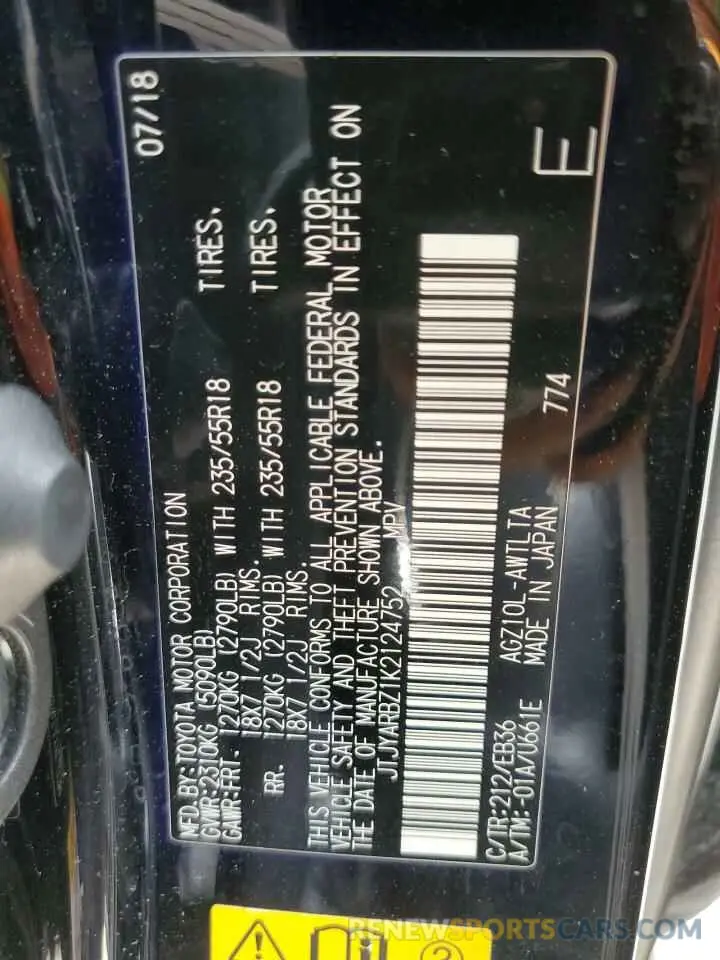 MFD. BY: TOYOTA MOTOR CORPORATION 07/18
GVWR: 2310KG (5090LB)
GAWR: FRT. 1270KG (2790LB) WITH 235/55R18 TIRES.
18X7 1/2J RIMS.
RR. 1270KG (2790LB) WITH 235/55R18 TIRES.
18X7 1/2J RIMS.
THIS VEHICLE CONFORMS TO ALL APPLICABLE FEDERAL MOTOR
VEHICLE SAFETY AND THEFT PREVENTION STANDARDS IN EFFECT ON
THE DATE OF MANUFACTURE SHOWN ABOVE.
JTJYARBZ1K2124752 MPV
E
C/TR: 212/EB36 AGZ10L-AWTLTA
A/TM: -01A/U661E MADE IN JAPAN 774
RENEWSPORTSCARS.COM